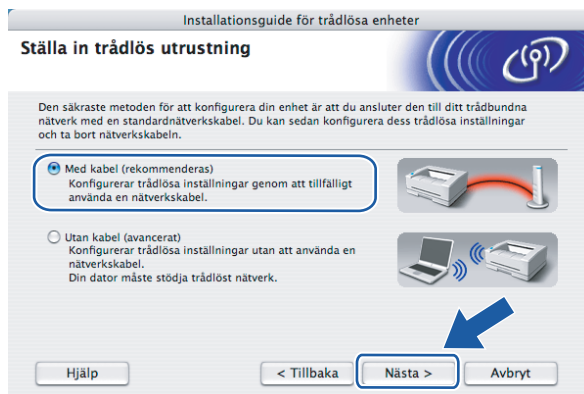 Installationsguide för trådlösa enheter
Ställa in trådlös utrustning
Den säkraste metoden för att konfigurera din enhet är att du ansluter den till ditt trådbundna
nätverk med en standardnätverkskabel. Du kan sedan konfigurera dess trådlösa inställningar
och ta bort nätverkskabeln.
Med kabel (rekommenderas)
Konfigurerar trådlösa inställningar genom att tillfälligt
använda en nätverkskabel.
Utan kabel (avancerat)
Konfigurerar trådlösa inställningar utan att använda en
nätverkskabel.
Din dator måste stödja trådlöst nätverk.
Hjälp
< Tillbaka
Nästa >
Avbryt